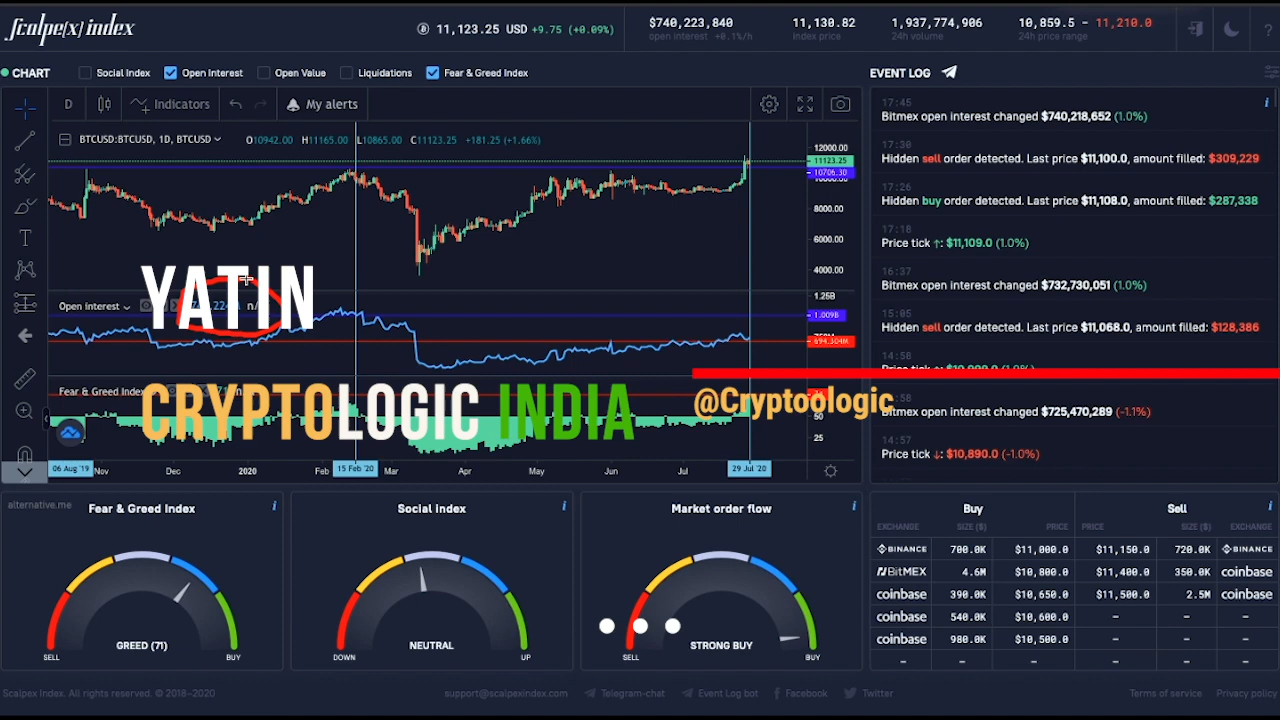 Scalpe(x) index
11,123.25 USD +9.75 (+0.09%)
$740,223,840
open interest +0.1%/h
11,130.82
index price
1,937,774,906
24h volume
10,859.5 - 11,210.0
24h price range
?
CHART
Social Index
Open Interest
Open Value
Liquidations
Fear & Greed Index
D
Indicators
My alerts
BTCUSD:BTCUSD, 1D, BTCUSD
O10942.00 H11165.00 L10865.00 C11123.25 +181.25 (+1.66%)
12000.00
11123.25
10706.30
8000.00
6000.00
4000.00
YATIN
Open interest
1.25B
1.009B
694.304M
Fear & Greed Index
CRYPTOLOGIC INDIA
@Cryptoologic
50
25
06 Aug '19
Nov
Dec
2020
Feb
15 Feb '20
Mar
Apr
May
Jun
Jul
29 Jul '20
EVENT LOG
17:45
Bitmex open interest changed $740,218,652 (1.0%)
17:30
Hidden sell order detected. Last price $11,100.0, amount filled: $309,229
17:26
Hidden buy order detected. Last price $11,108.0, amount filled: $287,338
17:18
Price tick ↑: $11,109.0 (1.0%)
16:37
Bitmex open interest changed $732,730,051 (1.0%)
15:05
Hidden sell order detected. Last price $11,068.0, amount filled: $128,386
14:58
Bitmex open interest changed $725,470,289 (-1.1%)
14:57
Price tick ↓: $10,890.0 (-1.0%)
alternative.me
Fear & Greed Index
GREED (71)
SELL
BUY
Social index
NEUTRAL
DOWN
UP
Market order flow
STRONG BUY
SELL
BUY
Buy
Sell
EXCHANGE SIZE ($) PRICE PRICE SIZE ($) EXCHANGE
BINANCE 700.0K $11,000.0 $11,150.0 720.0K BINANCE
BitMEX 4.6M $10,800.0 $11,400.0 350.0K coinbase
coinbase 390.0K $10,650.0 $11,500.0 2.5M coinbase
coinbase 540.0K $10,600.0 – – –
coinbase 980.0K $10,500.0 – – –
– – – – – –
Scalpex Index. All rights reserved. © 2018-2020
support@scalpexindex.com
Telegram-chat
Event Log bot
Facebook
Twitter
Terms of service
Privacy policy